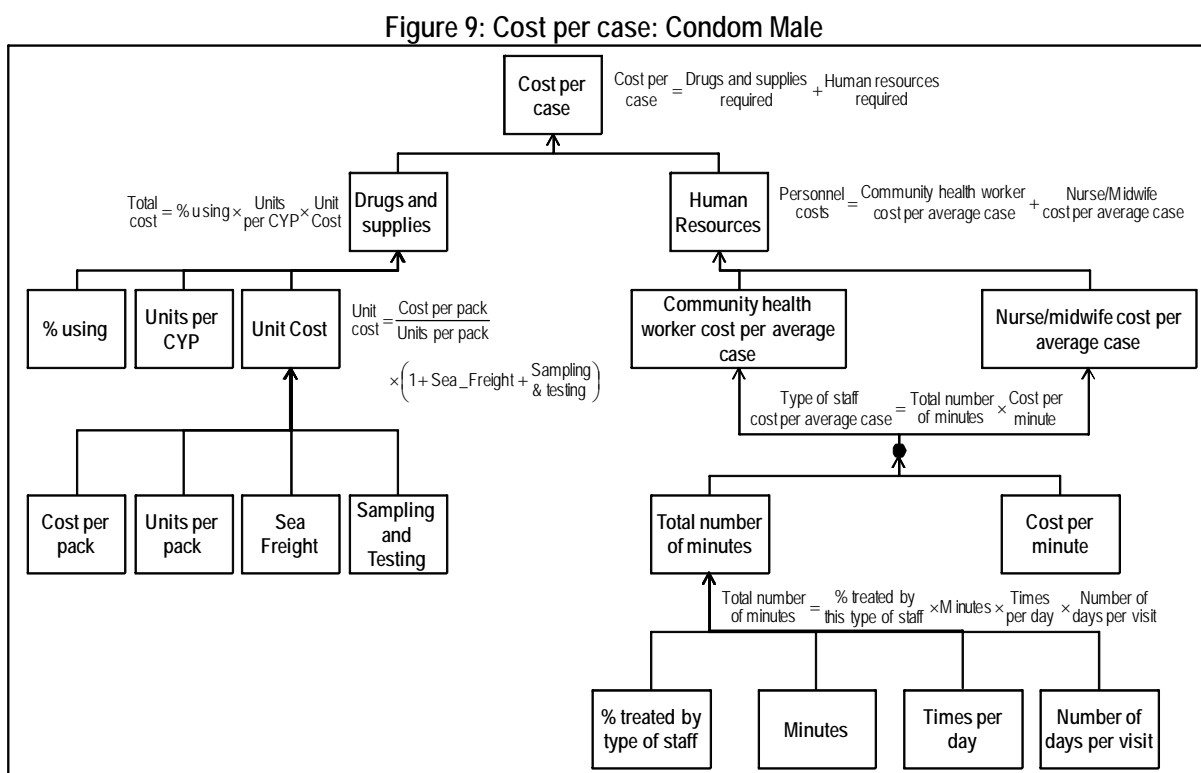 Figure 9: Cost per case: Condom Male
Cost per
case
Cost per
case
=
Drugs and supplies
required
+
Human resources
required
Total
cost
= % using ×
Units
per CYP
×
Unit
Cost
Drugs and
supplies
Human
Resources
Personnel
costs
=
Community health worker
cost per average case
+
Nurse/Midwife
cost per average case
% using
Units per
CYP
Unit Cost
Unit
cost
=
Cost per pack
Units per pack
× (1 + Sea_Freight +
Sampling
& testing
)
Community health
worker cost per average
case
Nurse/midwife cost per
average case
Type of staff
cost per average case
=
Total number
of minutes
×
Cost per
minute
Cost per
pack
Units per
pack
Sea
Freight
Sampling
and
Testing
Total number
of minutes
Cost per
minute
Total number
of minutes
=
% treated by
this type of staff
× Minutes ×
Times
per day
×
Number of
days per visit
% treated by
type of staff
Minutes
Times per
day
Number of
days per visit